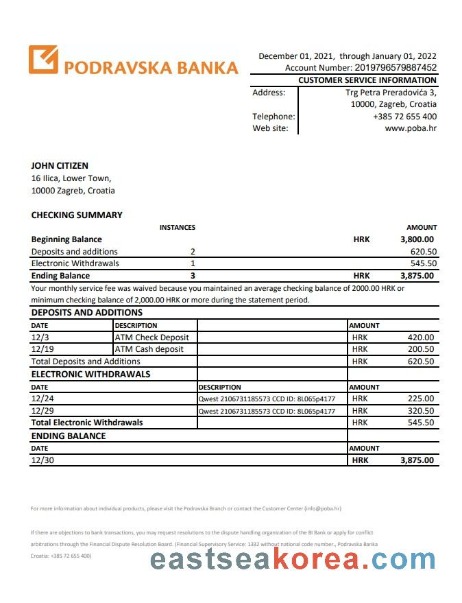 PODRAVSKA BANKA
December 01, 2021, through January 01, 2022
Account Number: 2019796579887452
CUSTOMER SERVICE INFORMATION
Address: Trg Petra Preradovića 3,
10000, Zagreb, Croatia
Telephone: +385 72 655 400
Web site: www.poba.hr
JOHN CITIZEN
16 Ilica, Lower Town,
10000 Zagreb, Croatia
CHECKING SUMMARY
INSTANCES AMOUNT
Beginning Balance HRK 3,800.00
Deposits and additions 2 620.50
Electronic Withdrawals 1 545.50
Ending Balance 3 HRK 3,875.00
Your monthly service fee was waived because you maintained an average checking balance of 2000.00 HRK or
minimum checking balance of 2,000.00 HRK or more during the statement period.
DEPOSITS AND ADDITIONS
DATE DESCRIPTION AMOUNT
12/3 ATM Check Deposit HRK 420.00
12/19 ATM Cash deposit HRK 200.50
Total Deposits and Additions HRK 620.50
ELECTRONIC WITHDRAWALS
DATE DESCRIPTION AMOUNT
12/24 Qwest 2106731185573 CCD ID: 8L065p4177 HRK 225.00
12/29 Qwest 2106731185573 CCD ID: 8L065p4177 HRK 320.50
Total Electronic Withdrawals HRK 545.50
ENDING BALANCE
DATE AMOUNT
12/30 HRK 3,875.00
For more information about individual products, please visit the Podravska Branch or contact the Customer Center (info@poba.hr)
If there are objections to bank transactions, you may request resolutions to the dispute handling organisation of the BI Bank or apply for conflict
arbitrations through the Financial Dispute Resolution Board. (Financial Supervisory Service: 1332 without national code number., Podravska Banka
Croatia: +385 72 655 400)
eastseakorea.com